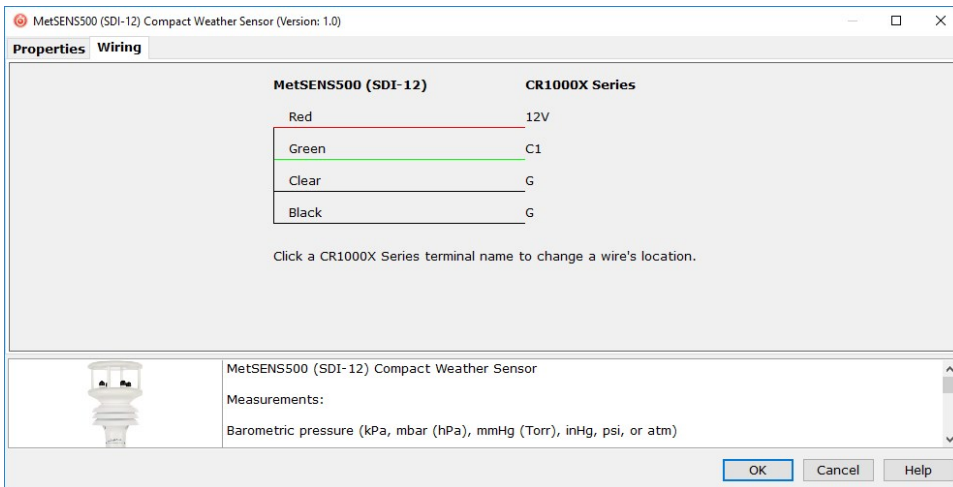 MetSENS500 (SDI-12) Compact Weather Sensor (Version: 1.0)
Properties Wiring
MetSENS500 (SDI-12) CR1000X Series
Red 12V
Green C1
Clear G
Black G
Click a CR1000X Series terminal name to change a wire's location.
MetSENS500 (SDI-12) Compact Weather Sensor
Measurements:
Barometric pressure (kPa, mbar (hPa), mmHg (Torr), inHg, psi, or atm)
OK Cancel Help